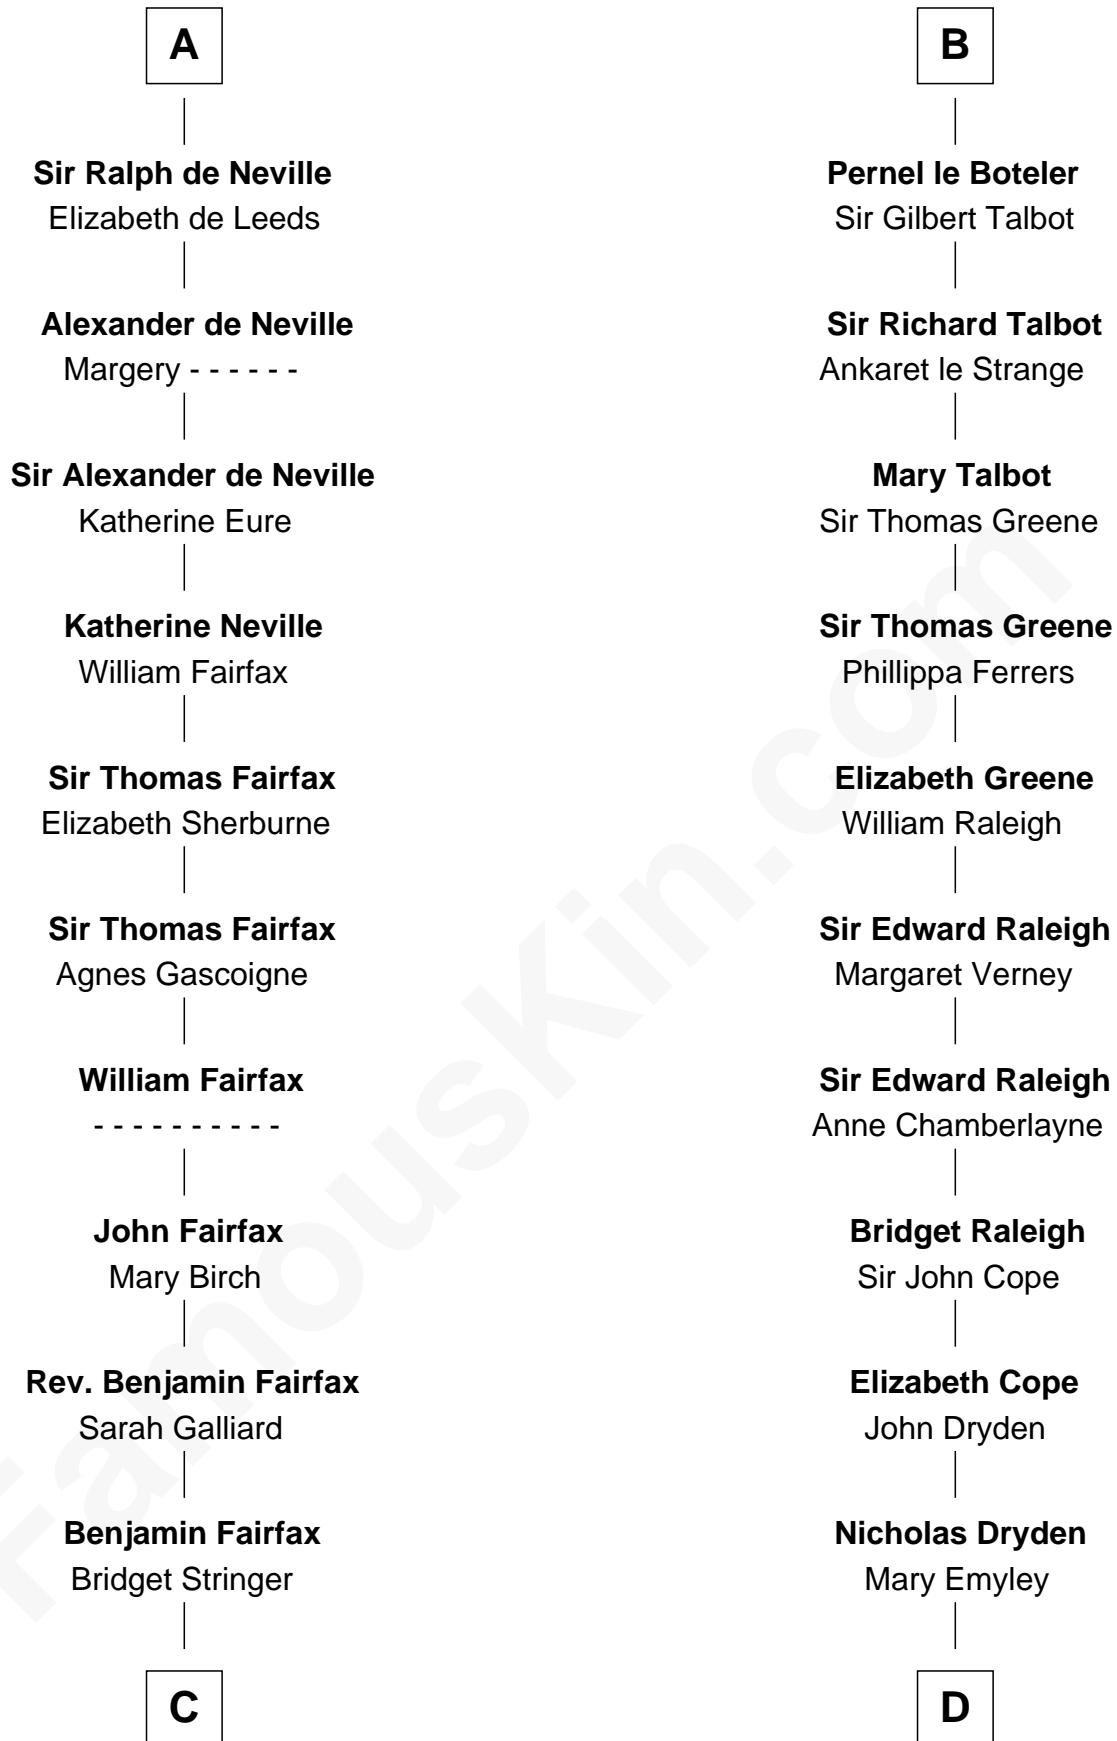 A
Sir Ralph de Neville
Elizabeth de Leeds
Alexander de Neville
Margery - - - - - -
Sir Alexander de Neville
Katherine Eure
Katherine Neville
William Fairfax
Sir Thomas Fairfax
Elizabeth Sherburne
Sir Thomas Fairfax
Agnes Gascoigne
William Fairfax
- - - - - - - - - -
John Fairfax
Mary Birch
Rev. Benjamin Fairfax
Sarah Galliard
Benjamin Fairfax
Bridget Stringer
C
B
Pernel le Boteler
Sir Gilbert Talbot
Sir Richard Talbot
Ankaret le Strange
Mary Talbot
Sir Thomas Greene
Sir Thomas Greene
Phillippa Ferrers
Elizabeth Greene
William Raleigh
Sir Edward Raleigh
Margaret Verney
Sir Edward Raleigh
Anne Chamberlayne
Bridget Raleigh
Sir John Cope
Elizabeth Cope
John Dryden
Nicholas Dryden
Mary Emyley
D
FamousKin.com